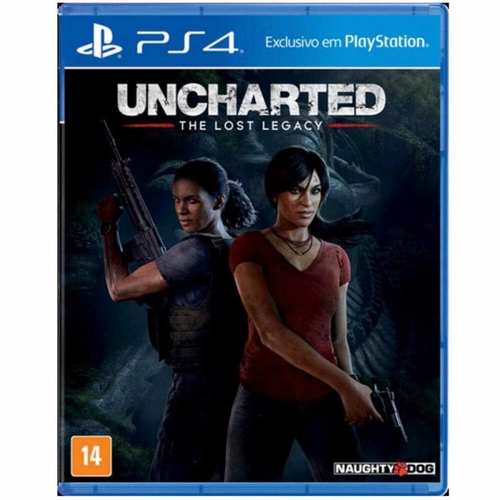 PS4
Exclusivo em PlayStation®
UNCHARTED
THE LOST LEGACY
14
NAUGHTY DOG